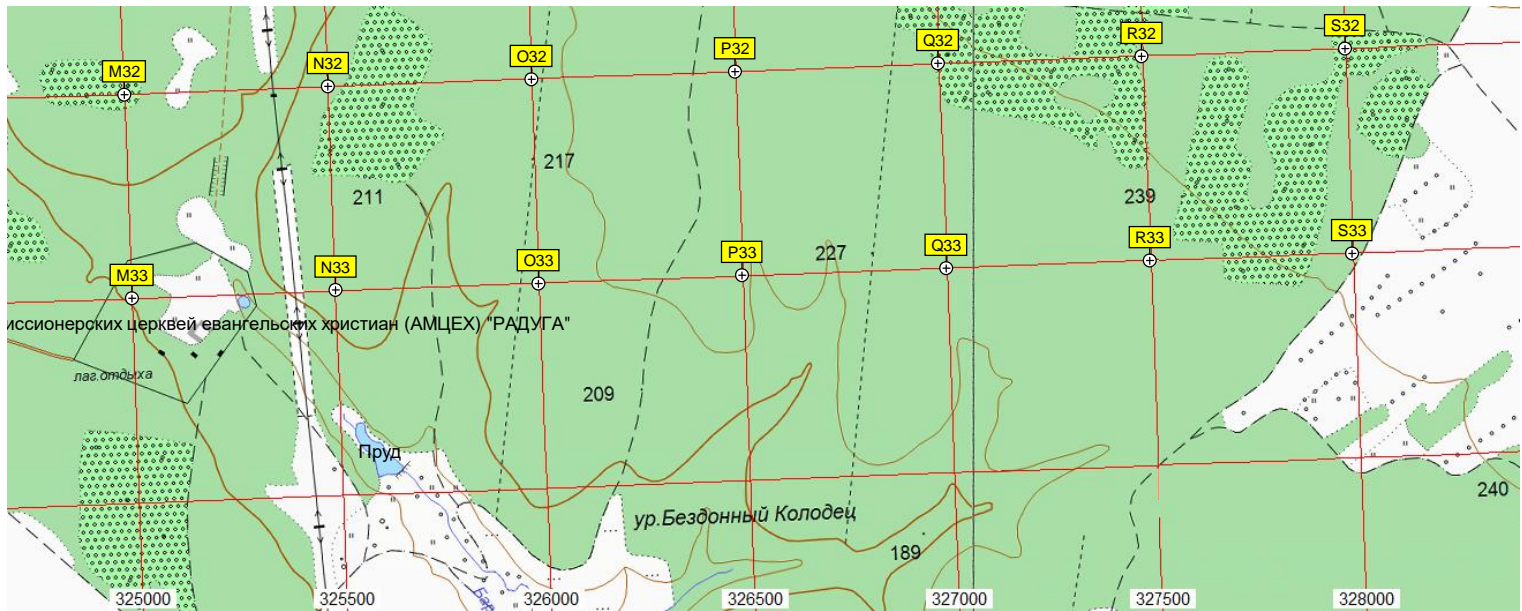 M32
N32
O32
P32
Q32
R32
S32
217
211
239
M33
N33
O33
P33
227
Q33
R33
S33
иссионерских церквей евангельских христиан (АМЦЕХ) "РАДУГА"
лаг.отдыха
209
Пруд
240
ур.Бездонный Колодец
189
Бар
325000
325500
326000
326500
327000
327500
328000